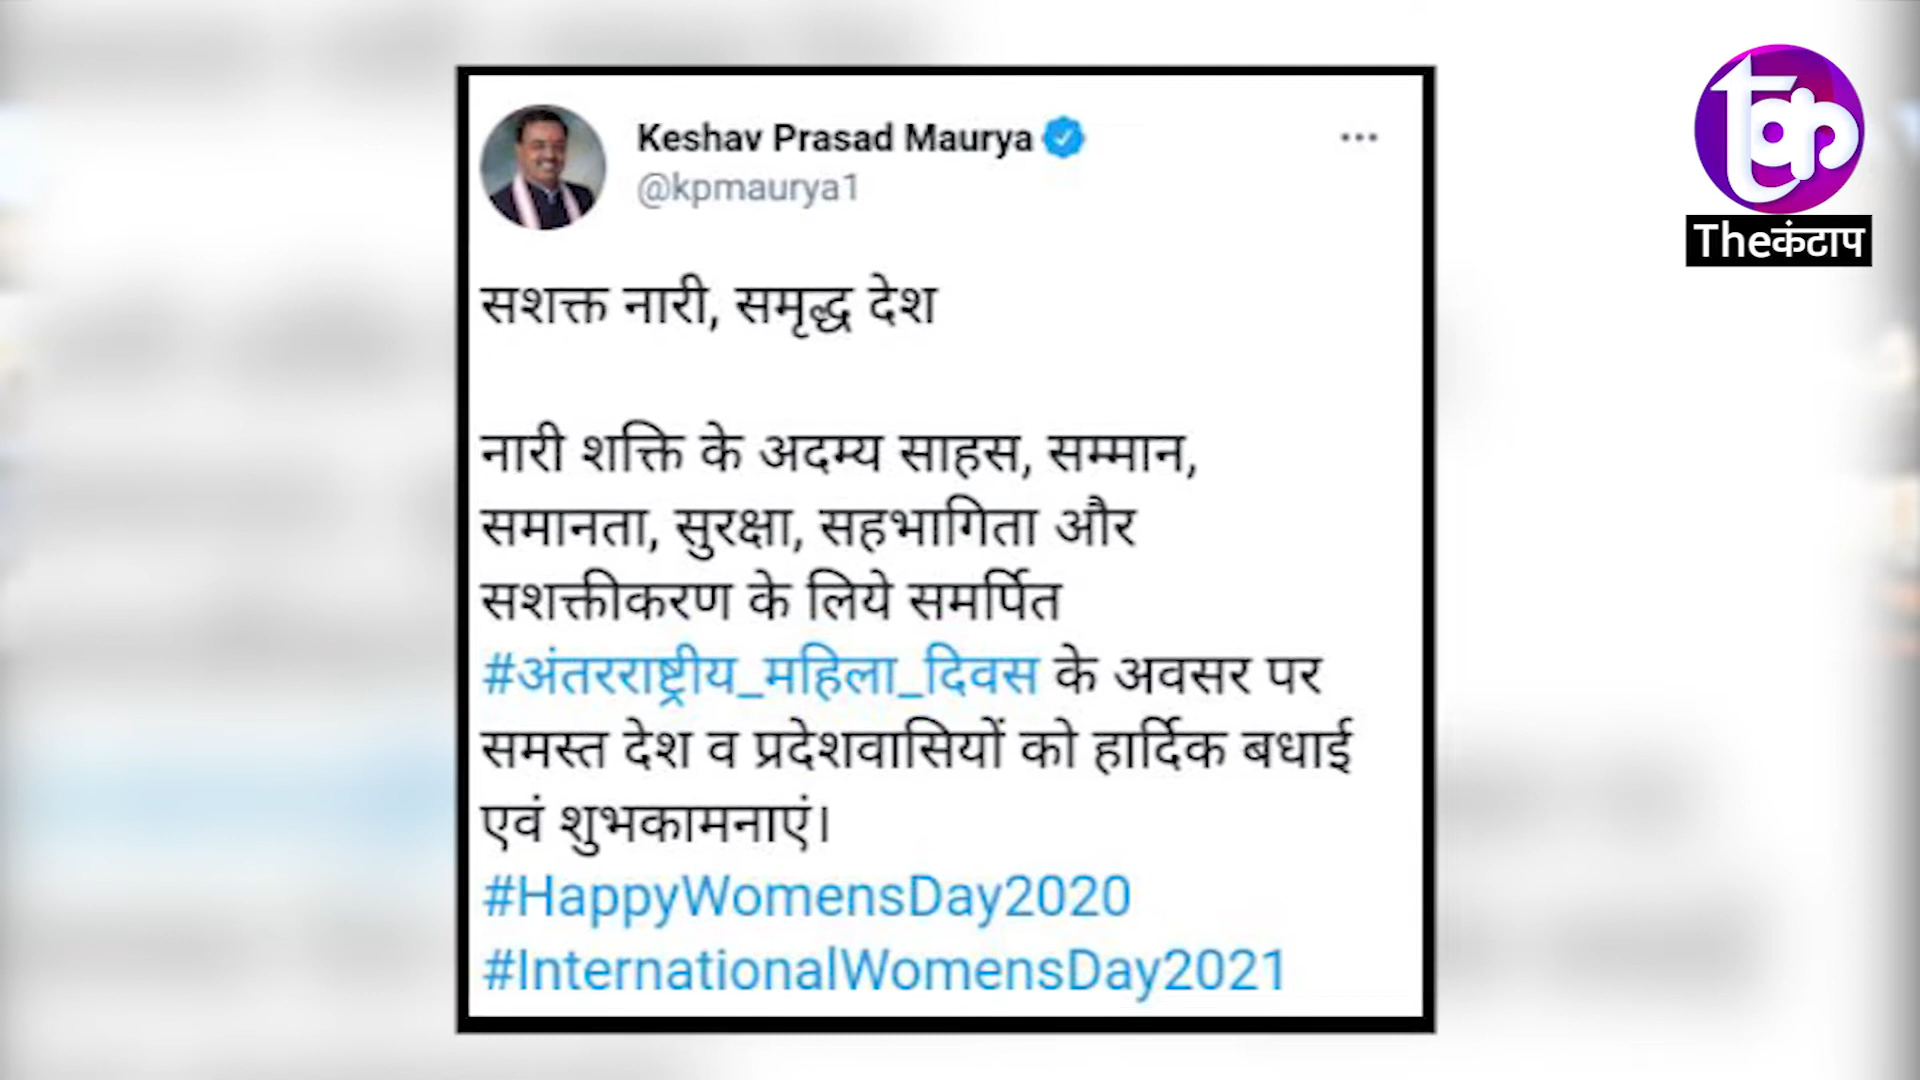 Keshav Prasad Maurya
@kpmaurya1
सशक्त नारी, समृद्ध देश
नारी शक्ति के अदम्य साहस, सम्मान,
समानता, सुरक्षा, सहभागिता और
सशक्तीकरण के लिये समर्पित
#अंतरराष्ट्रीय_महिला_दिवस के अवसर पर
समस्त देश व प्रदेशवासियों को हार्दिक बधाई
एवं शुभकामनाएं।
#HappyWomensDay2020
#InternationalWomensDay2021
Theकंटाप